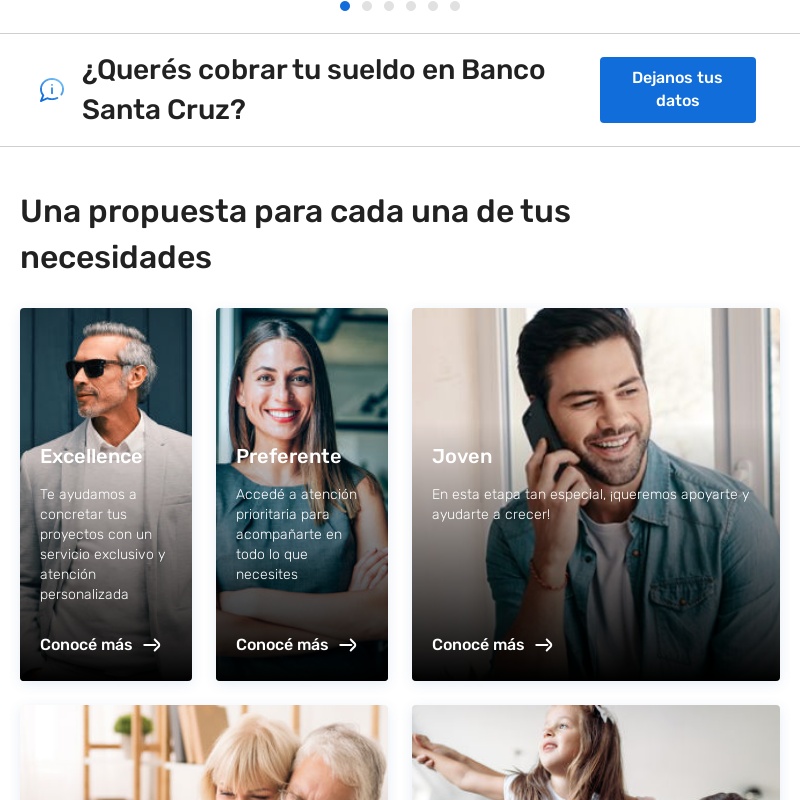 ¿Querés cobrar tu sueldo en Banco
Santa Cruz?
Dejanos tus
datos
Una propuesta para cada una de tus
necesidades
Excellence
Te ayudamos a
concretar tus
proyectos con un
servicio exclusivo y
atención
personalizada
Conocé más
Preferente
Accedé a atención
prioritaria para
acompañarte en
todo lo que
necesites
Conocé más
Joven
En esta etapa tan especial, ¡queremos apoyarte y
ayudarte a crecer!
Conocé más